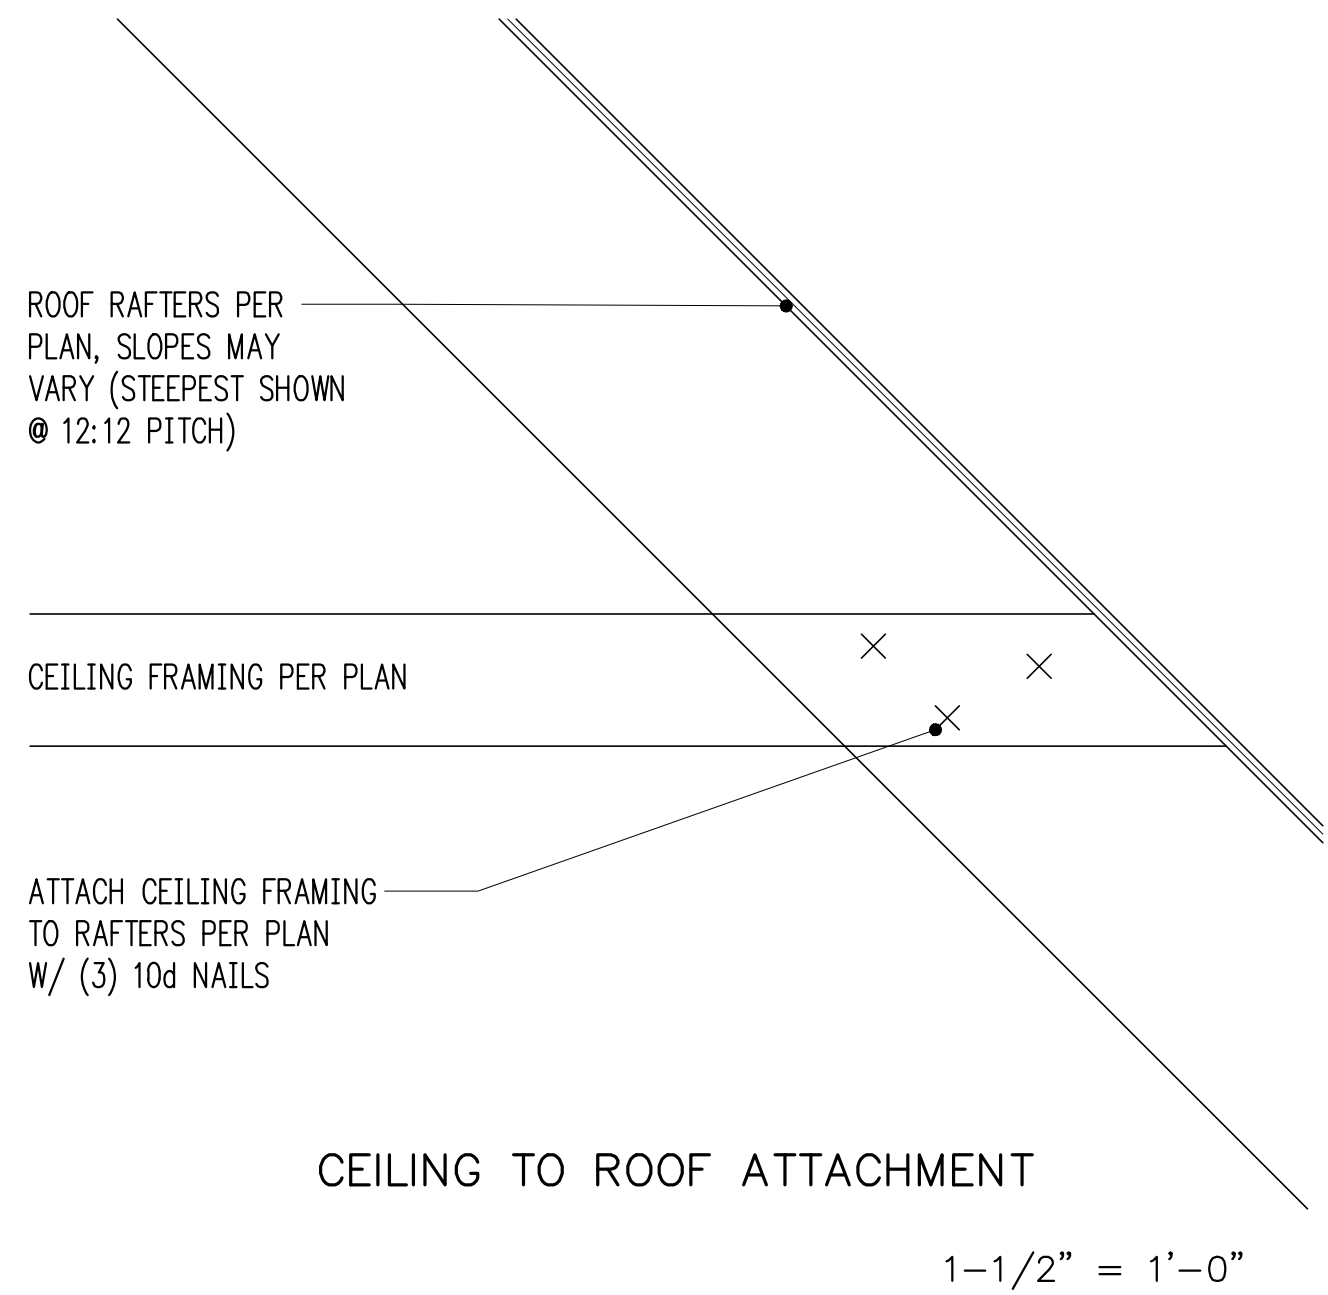 ROOF RAFTERS PER
PLAN, SLOPES MAY
VARY (STEEPEST SHOWN
@ 12:12 PITCH)
CEILING FRAMING PER PLAN
ATTACH CEILING FRAMING
TO RAFTERS PER PLAN
W/ (3) 10d NAILS
CEILING TO ROOF ATTACHMENT
1-1/2" = 1'-0"